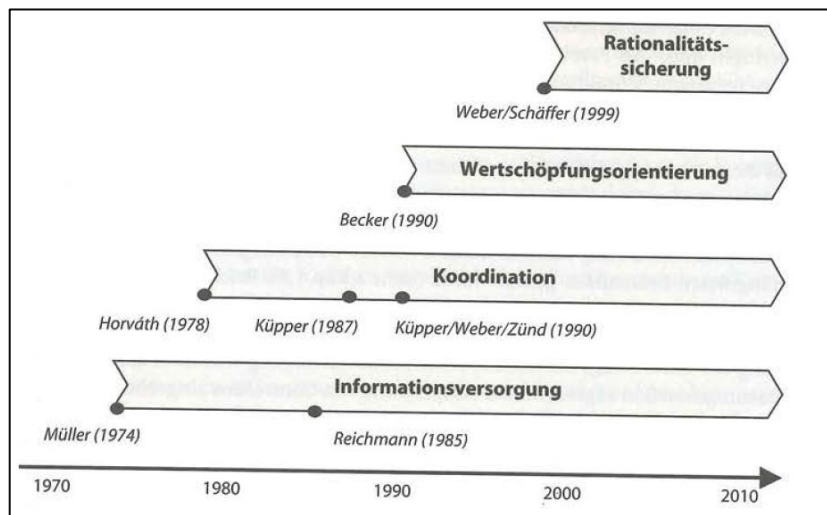 Rationalitäts-
sicherung
Weber/Schäffer (1999)
Wertschöpfungsorientierung
Becker (1990)
Koordination
Horváth (1978)
Küpper (1987)
Küpper/Weber/Zünd (1990)
Informationsversorgung
Müller (1974)
Reichmann (1985)
1970
1980
1990
2000
2010